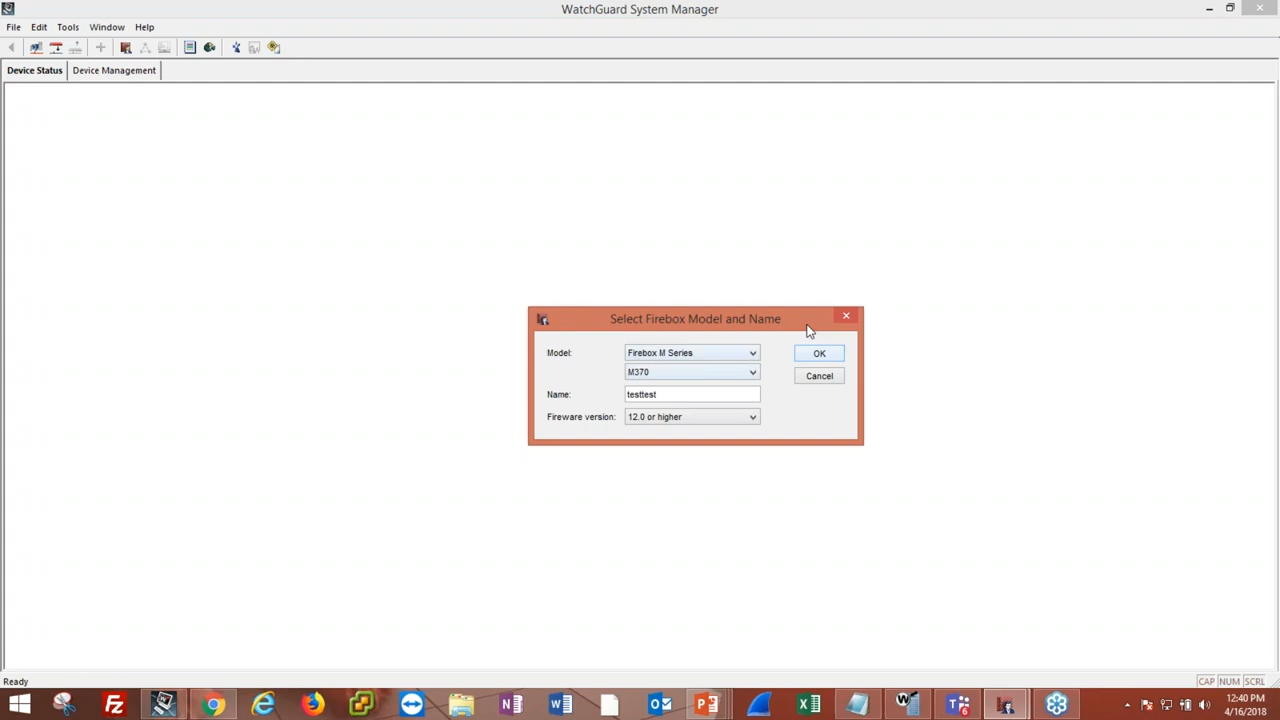 WatchGuard System Manager
File Edit Tools Window Help
Device Status Device Management
Select Firebox Model and Name
Model: Firebox M Series OK
M370 Cancel
Name: testtest
Fireware version: 12.0 or higher
Ready CAP NUM SCRL
12:40 PM
4/16/2018